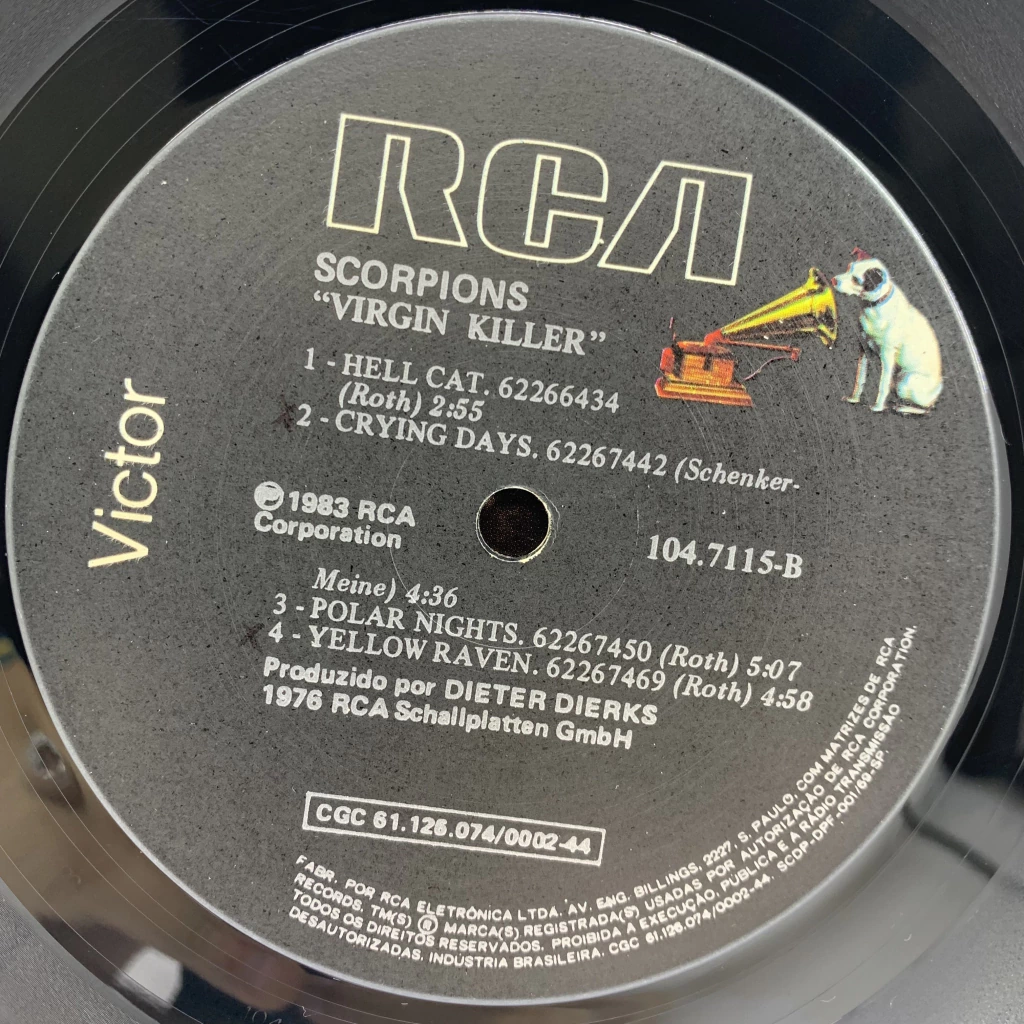 RCA
SCORPIONS
“VIRGIN KILLER”
1 - HELL CAT. 62266434
(Roth) 2:55
2 - CRYING DAYS. 62267442 (Schenker-
Victor
Ⓟ 1983 RCA
Corporation
104.7115-B
Meine) 4:36
3 - POLAR NIGHTS. 62267450 (Roth) 5:07
4 - YELLOW RAVEN. 62267469 (Roth) 4:58
Produzido por DIETER DIERKS
1976 RCA Schallplatten GmbH
CGC 61.126.074/0002-44
FABR. POR RCA ELETRÔNICA LTDA. AV. ENG. BILLINGS, 2227, S. PAULO, COM MATRIZES DE RCA
RECORDS. TM(S) ® MARCA(S) REGISTRADA(S) USADAS POR AUTORIZAÇÃO DE RCA CORPORATION.
TODOS OS DIREITOS RESERVADOS. PROIBIDA A EXECUÇÃO, PÚBLICA E A RÁDIO TRANSMISSÃO
DESAUTORIZADAS. INDÚSTRIA BRASILEIRA. CGC 61.126.074/0002-44. SCDP-DPF-001/69-SP.